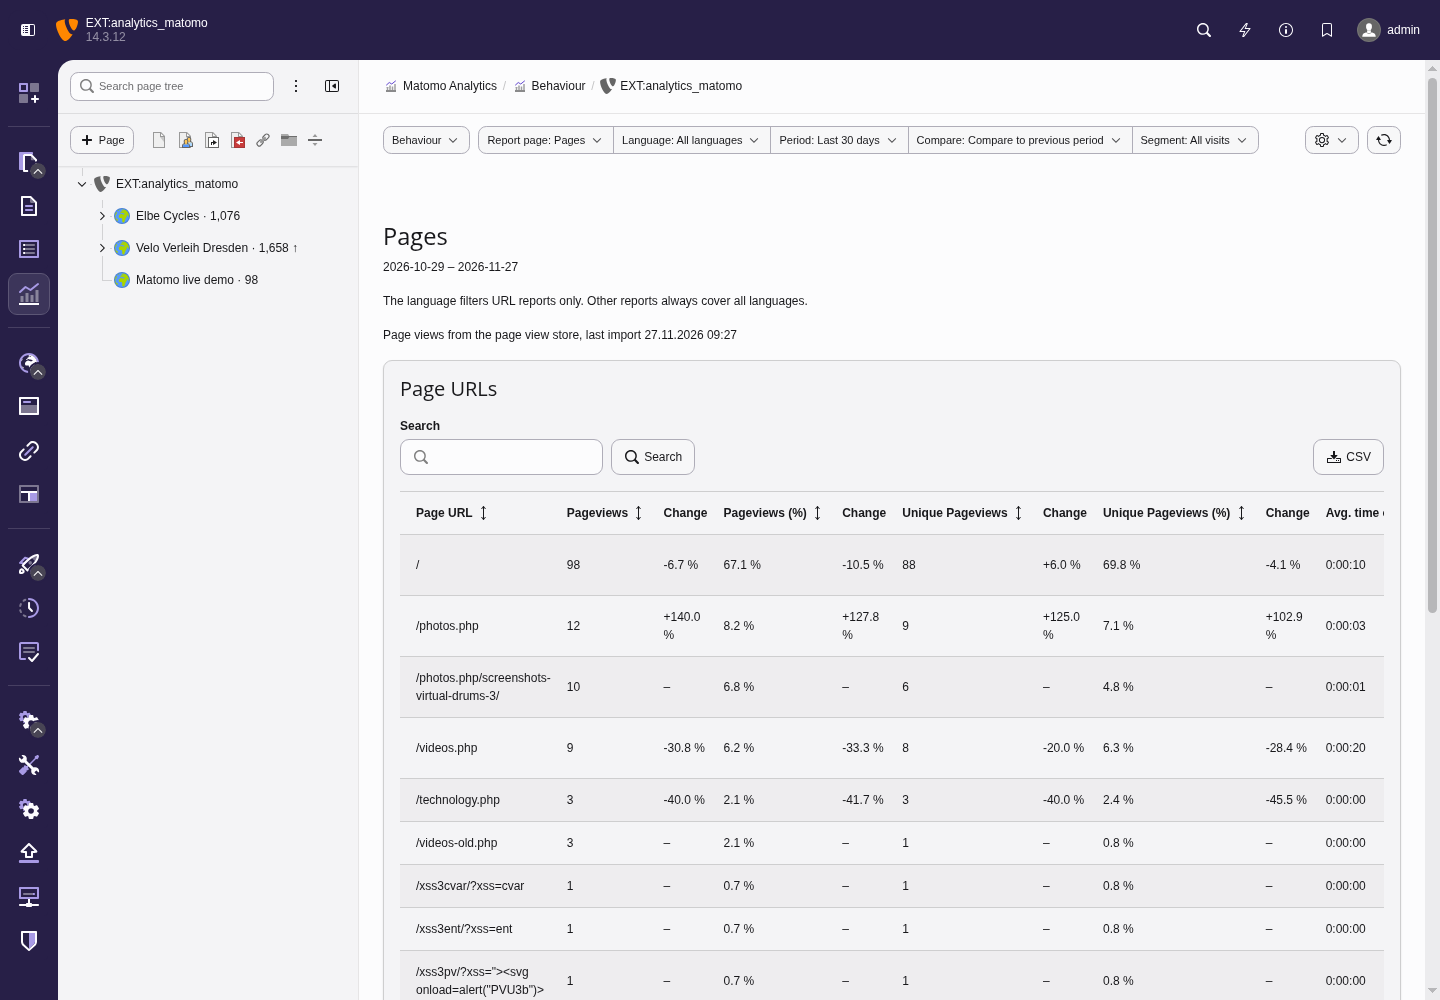 EXT:analytics_matomo
14.3.12
admin
Search page tree
Matomo Analytics / Behaviour / EXT:analytics_matomo
Page
Behaviour
Report page: Pages
Language: All languages
Period: Last 30 days
Compare: Compare to previous period
Segment: All visits
EXT:analytics_matomo
Elbe Cycles · 1,076
Velo Verleih Dresden · 1,658 ↑
Matomo live demo · 98
Pages
2026-10-29 – 2026-11-27
The language filters URL reports only. Other reports always cover all languages.
Page views from the page view store, last import 27.11.2026 09:27
Page URLs
Search
Search
CSV
Page URL Pageviews Change Pageviews (%) Change Unique Pageviews Change Unique Pageviews (%) Change Avg. time
/ 98 -6.7 % 67.1 % -10.5 % 88 +6.0 % 69.8 % -4.1 % 0:00:10
/photos.php 12 +140.0 % 8.2 % +127.8 % 9 +125.0 % 7.1 % +102.9 % 0:00:03
/photos.php/screenshots-
virtual-drums-3/ 10 – 6.8 % – 6 – 4.8 % – 0:00:01
/videos.php 9 -30.8 % 6.2 % -33.3 % 8 -20.0 % 6.3 % -28.4 % 0:00:20
/technology.php 3 -40.0 % 2.1 % -41.7 % 3 -40.0 % 2.4 % -45.5 % 0:00:00
/videos-old.php 3 – 2.1 % – 1 – 0.8 % – 0:00:00
/xss3cvar/?xss=cvar 1 – 0.7 % – 1 – 0.8 % – 0:00:00
/xss3ent/?xss=ent 1 – 0.7 % – 1 – 0.8 % – 0:00:00
/xss3pv/?xss="><svg
onload=alert("PVU3b")> 1 – 0.7 % – 1 – 0.8 % – 0:00:00